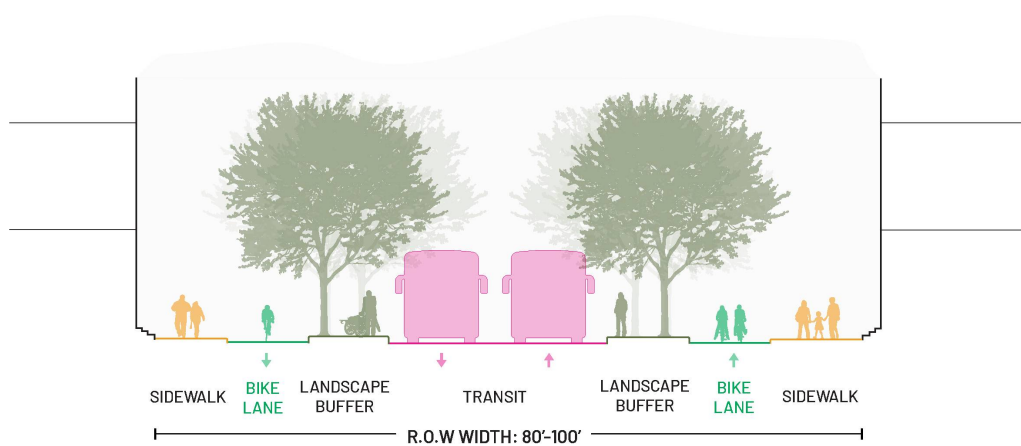 SIDEWALK
BIKE
LANE
LANDSCAPE
BUFFER
TRANSIT
LANDSCAPE
BUFFER
BIKE
LANE
SIDEWALK
R.O.W WIDTH: 80'-100'